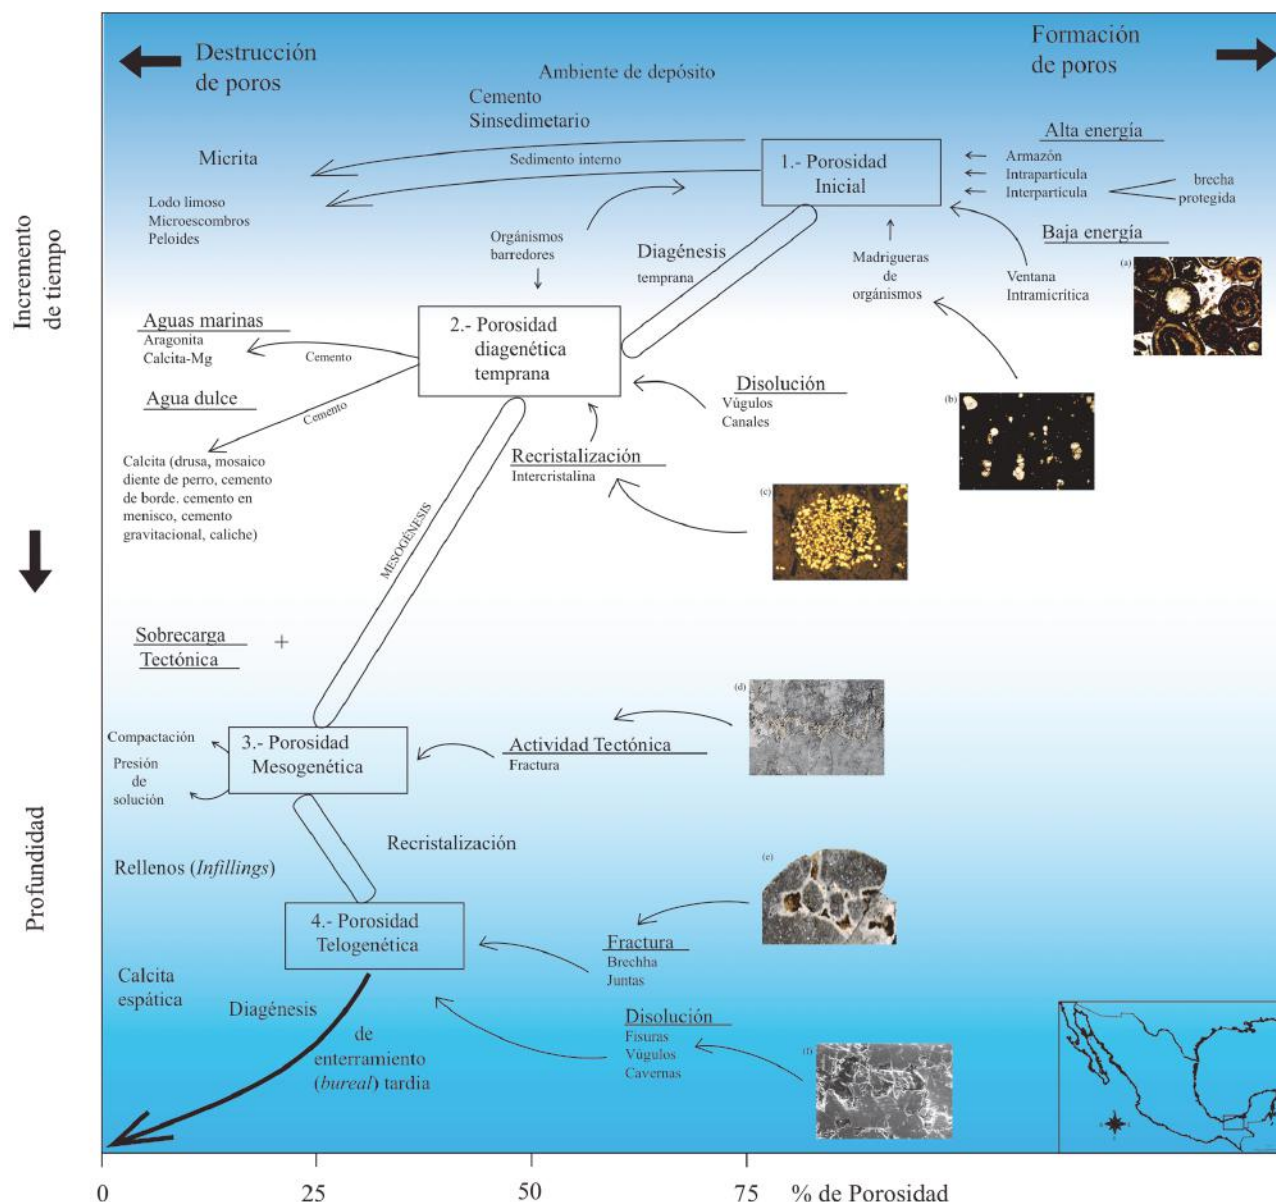 Destrucción
de poros
Formación
de poros
Ambiente de depósito
Cemento
Sinsedimetario
Alta energía
Micrita
Sedimento interno
1.- Porosidad
Inicial
Armazón
Intrapartícula
Interpartícula
brecha
protegida
Lodo limoso
Microescombros
Peloides
Orgánismos
barredores
Diagénesis
temprana
Madrigueras
de
orgánismos
Baja energía
Ventana
Intramicrítica
(a)
Incremento
de tiempo
Aguas marinas
Aragonita
Calcita-Mg
Cemento
2.- Porosidad
diagenética
temprana
Agua dulce
Cemento
Disolución
Vúgulos
Canales
(b)
Calcita (drusa, mosaico
diente de perro, cemento
de borde. cemento en
menisco, cemento
gravitacional, caliche)
Recristalización
Intercristalina
(c)
MESOGÉNESIS
Sobrecarga +
Tectónica
(d)
Compactación
Presión
de
solución
3.- Porosidad
Mesogenética
Actividad Tectónica
Fractura
Profundidad
Recristalización
Rellenos (Infillings)
(e)
4.- Porosidad
Telogenética
Fractura
Brechha
Juntas
Calcita
espática
Diagénesis
de
enterramiento
(bureal) tardia
Disolución
Fisuras
Vúgulos
Cavernas
(f)
0 25 50 75 % de Porosidad